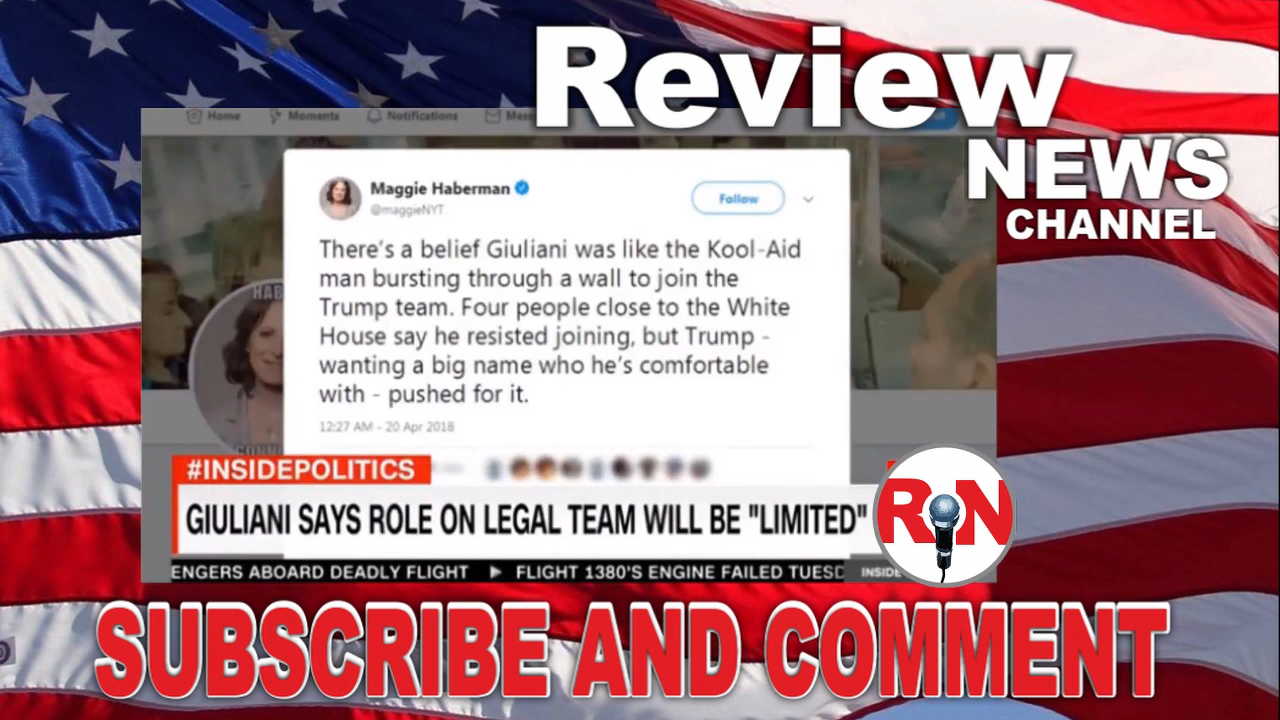 Review
NEWS
CHANNEL
Home Moments Notifications
Maggie Haberman
@maggieNYT
Follow
There's a belief Giuliani was like the Kool-Aid
man bursting through a wall to join the
Trump team. Four people close to the White
House say he resisted joining, but Trump -
wanting a big name who he's comfortable
with - pushed for it.
12:27 AM - 20 Apr 2018
#INSIDEPOLITICS
GIULIANI SAYS ROLE ON LEGAL TEAM WILL BE "LIMITED"
RN
ENGERS ABOARD DEADLY FLIGHT ▶ FLIGHT 1380'S ENGINE FAILED TUESD INSIDE
SUBSCRIBE AND COMMENT